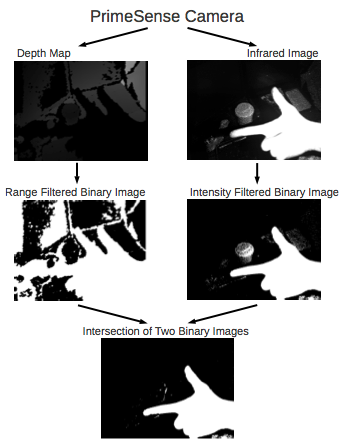 PrimeSense Camera
Depth Map
Infrared Image
Range Filtered Binary Image
Intensity Filtered Binary Image
Intersection of Two Binary Images